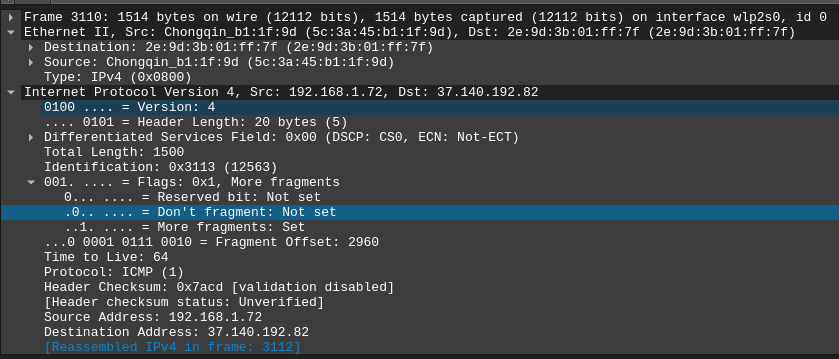 Frame 3110: 1514 bytes on wire (12112 bits), 1514 bytes captured (12112 bits) on interface wlp2s0, id 0
Ethernet II, Src: Chongqin_b1:1f:9d (5c:3a:45:b1:1f:9d), Dst: 2e:9d:3b:01:ff:7f (2e:9d:3b:01:ff:7f)
Destination: 2e:9d:3b:01:ff:7f (2e:9d:3b:01:ff:7f)
Source: Chongqin_b1:1f:9d (5c:3a:45:b1:1f:9d)
Type: IPv4 (0x0800)
Internet Protocol Version 4, Src: 192.168.1.72, Dst: 37.140.192.82
0100 .... = Version: 4
.... 0101 = Header Length: 20 bytes (5)
Differentiated Services Field: 0x00 (DSCP: CS0, ECN: Not-ECT)
Total Length: 1500
Identification: 0x3113 (12563)
001. .... = Flags: 0x1, More fragments
0... .... = Reserved bit: Not set
.0.. .... = Don't fragment: Not set
..1. .... = More fragments: Set
...0 0001 0111 0010 = Fragment Offset: 2960
Time to Live: 64
Protocol: ICMP (1)
Header Checksum: 0x7acd [validation disabled]
[Header checksum status: Unverified]
Source Address: 192.168.1.72
Destination Address: 37.140.192.82
[Reassembled IPv4 in frame: 3112]